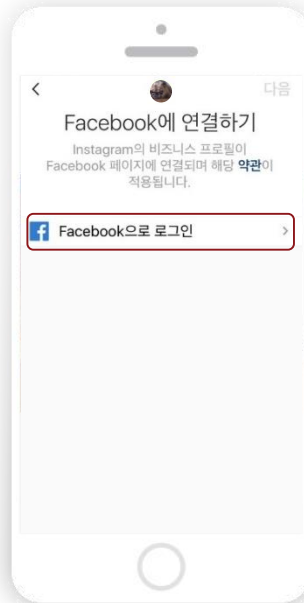 다음
Facebook에 연결하기
Instagram의 비즈니스 프로필이
Facebook 페이지에 연결되며 해당 약관이
적용됩니다.
Facebook으로 로그인